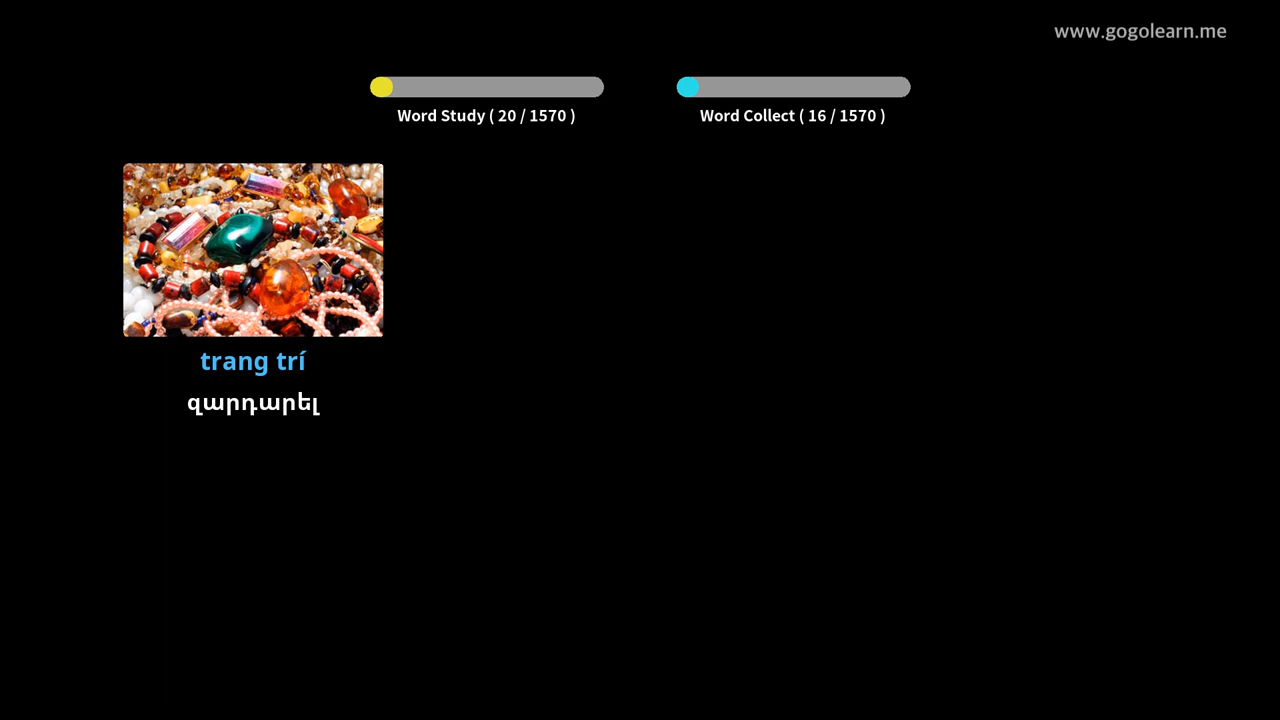 www.gogolearn.me
Word Study ( 20 / 1570 )
Word Collect ( 16 / 1570 )
trang trí
զարդարել